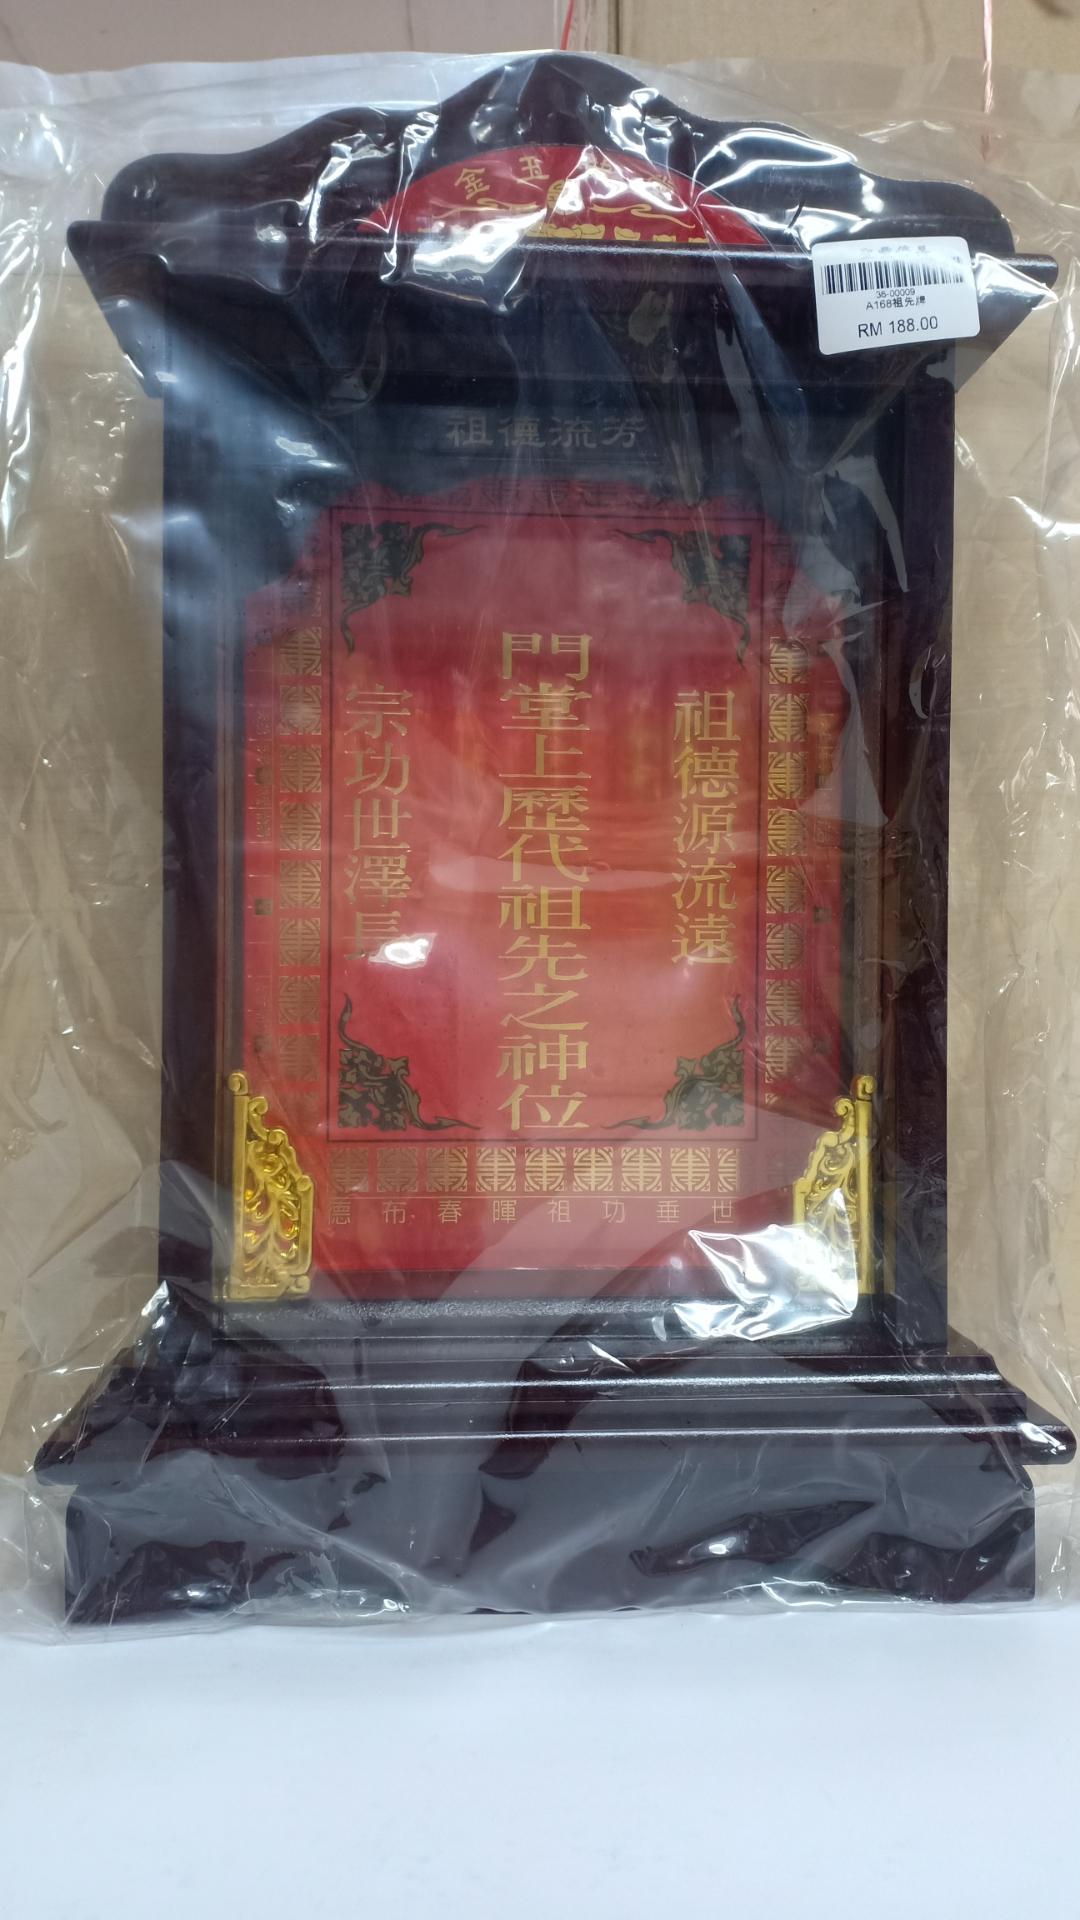 金玉
36-00009
A168祖先牌
RM 188.00
祖德流芳
祖德源流遠
門堂上歷代祖先之神位
宗功世澤長
德布春暉祖功垂世